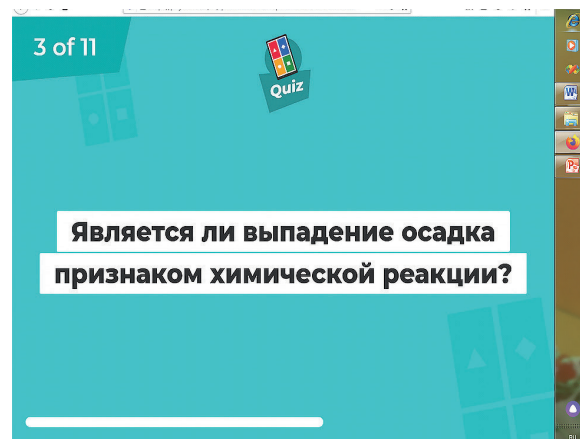 3 of 11
Quiz
Является ли выпадение осадка
признаком химической реакции?